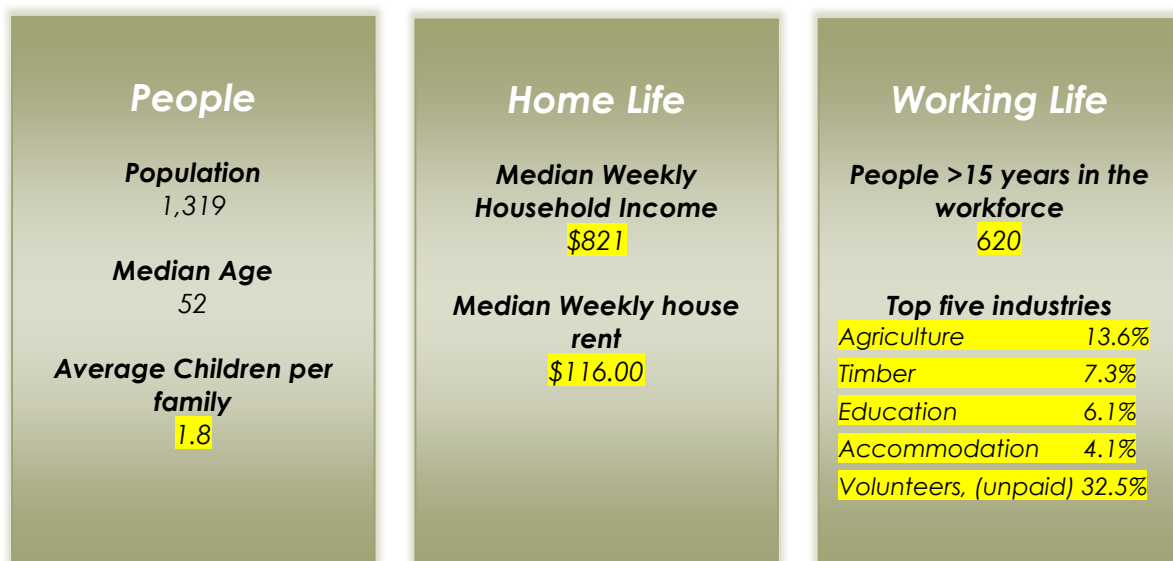 People
Population
1,319
Median Age
52
Average Children per
family
1.8
Home Life
Median Weekly
Household Income
$821
Median Weekly house
rent
$116.00
Working Life
People >15 years in the
workforce
620
Top five industries
Agriculture 13.6%
Timber 7.3%
Education 6.1%
Accommodation 4.1%
Volunteers, (unpaid) 32.5%